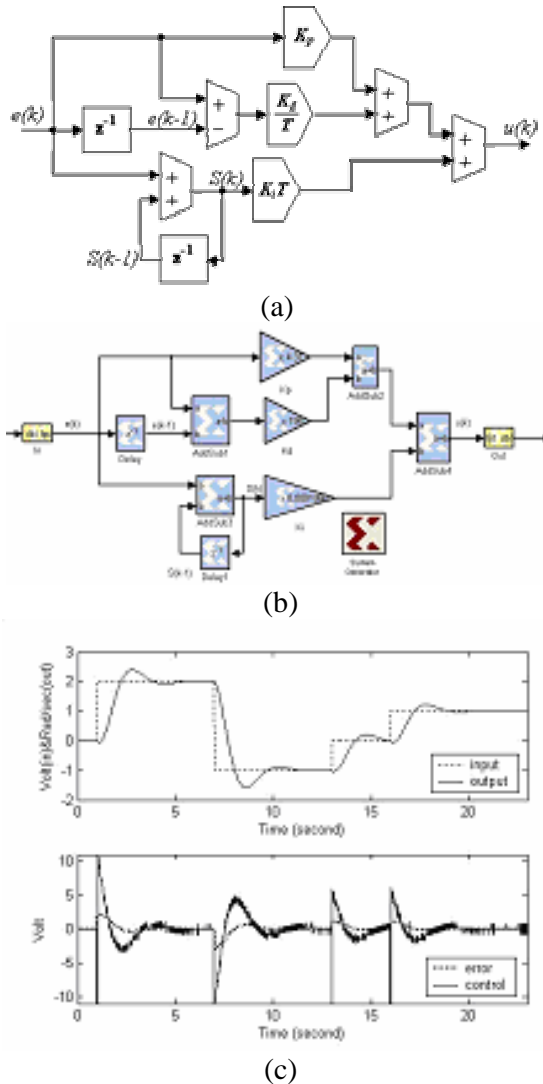 K_p
e(k)
z⁻¹
e(k-1)
+
−
K_d
T
+
+
+
+
u(k)
+
+
S(k)
K_iT
S(k-1)
z⁻¹
(a)
In
e(k)
Delay
e(k-1)
AddSub1
Kp
Kd
AddSub2
AddSub3
S(k)
Ki
Delay1
S(k-1)
System
Generator
AddSub4
u(k)
Out
(b)
Volt(in)&Rad/sec(out)
3
2
1
0
-1
-2
0
5
10
15
20
Time (second)
input
output
Volt
10
5
0
-5
-10
0
5
10
15
20
Time (second)
error
control
(c)